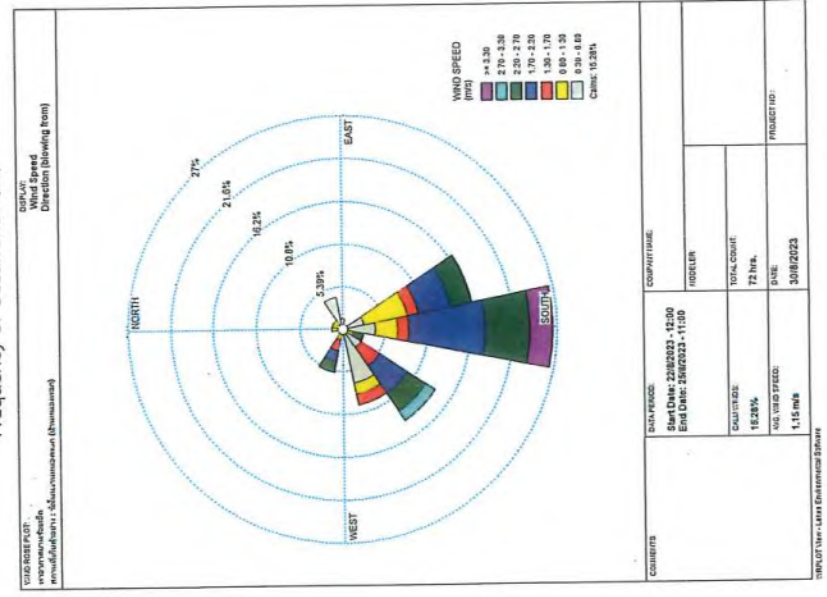 WIND ROSE PLOT:
DISPLAY:
Wind Speed
Direction (blowing from)
NORTH
27%
21.6%
16.2%
10.8%
5.39%
WEST
EAST
SOUTH
WIND SPEED
(m/s)
>= 3.30
2.70 - 3.30
2.20 - 2.70
1.70 - 2.20
1.30 - 1.70
0.80 - 1.30
0.30 - 0.80
Calms: 15.28%
COMMENTS:
DATA PERIOD:
Start Date: 22/8/2023 - 12:00
End Date: 25/8/2023 - 11:00
COMPANY NAME:
MODELER:
CALM WINDS:
15.28%
TOTAL COUNT:
72 hrs.
AVG. WIND SPEED:
1.15 m/s
DATE:
30/8/2023
PROJECT NO.:
WRPLOT View - Lakes Environmental Software